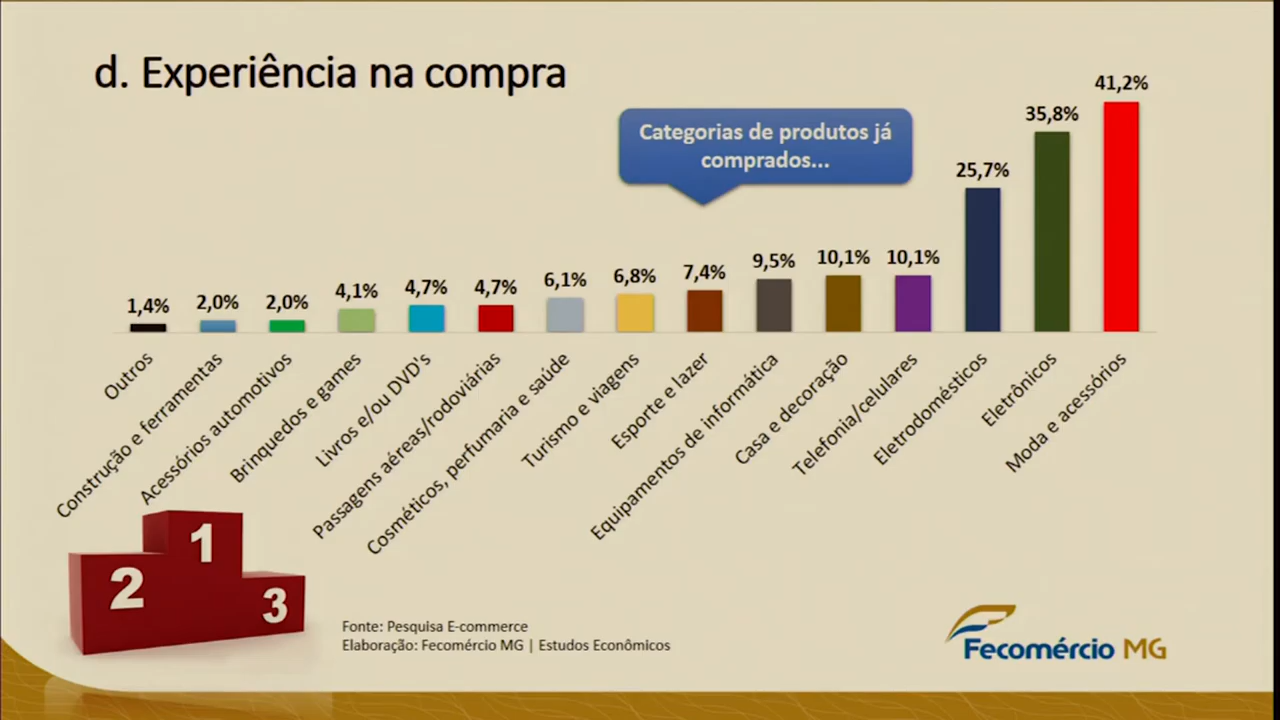 d. Experiência na compra
Categorias de produtos já
comprados...
1,4%
2,0%
2,0%
4,1%
4,7%
4,7%
6,1%
6,8%
7,4%
9,5%
10,1%
10,1%
25,7%
35,8%
41,2%
Outros
Construção e ferramentas
Acessórios automotivos
Brinquedos e games
Livros e/ou DVD's
Passagens aéreas/rodoviárias
Cosméticos, perfumaria e saúde
Turismo e viagens
Esporte e lazer
Equipamentos de informática
Casa e decoração
Telefonia/celulares
Eletrodomésticos
Eletrônicos
Moda e acessórios
1
2
3
Fonte: Pesquisa E-commerce
Elaboração: Fecomércio MG | Estudos Econômicos
Fecomércio MG